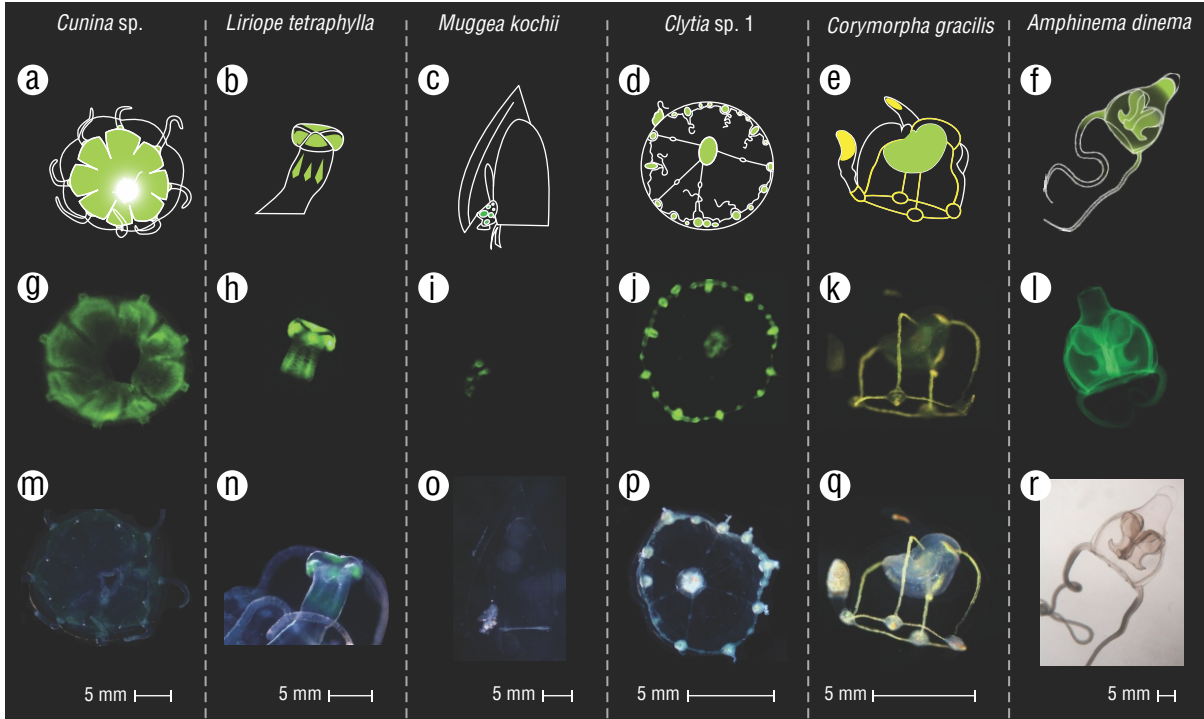 Cunina sp.
Liriope tetraphylla
Muggea kochii
Clytia sp. 1
Corymorpha gracilis
Amphinema dinema
a
b
c
d
e
f
g
h
i
j
k
l
m
n
o
p
q
r
5 mm
5 mm
5 mm
5 mm
5 mm
5 mm